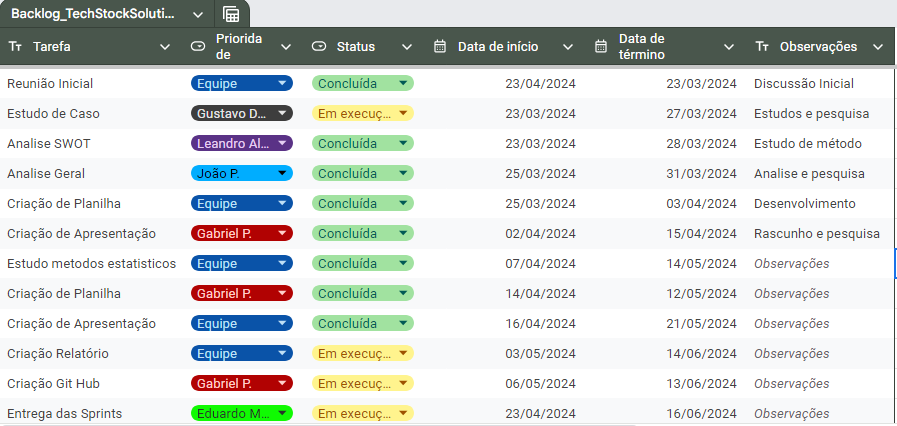 Backlog_TechStockSoluti...
Tarefa Priorida de Status Data de início Data de término Observações
Reunião Inicial Equipe Concluída 23/04/2024 23/03/2024 Discussão Inicial
Estudo de Caso Gustavo D... Em execuç... 23/03/2024 27/03/2024 Estudos e pesquisa
Analise SWOT Leandro Al... Concluída 23/03/2024 28/03/2024 Estudo de método
Analise Geral João P. Concluída 25/03/2024 31/03/2024 Analise e pesquisa
Criação de Planilha Equipe Concluída 25/03/2024 03/04/2024 Desenvolvimento
Criação de Apresentação Gabriel P. Concluída 02/04/2024 15/04/2024 Rascunho e pesquisa
Estudo metodos estatisticos Equipe Concluída 07/04/2024 14/05/2024 Observações
Criação de Planilha Gabriel P. Concluída 14/04/2024 12/05/2024 Observações
Criação de Apresentação Equipe Concluída 16/04/2024 21/05/2024 Observações
Criação Relatório Equipe Em execuç... 03/05/2024 14/06/2024 Observações
Criação Git Hub Gabriel P. Em execuç... 06/05/2024 13/06/2024 Observações
Entrega das Sprints Eduardo M... Em execuç... 23/04/2024 16/06/2024 Observações